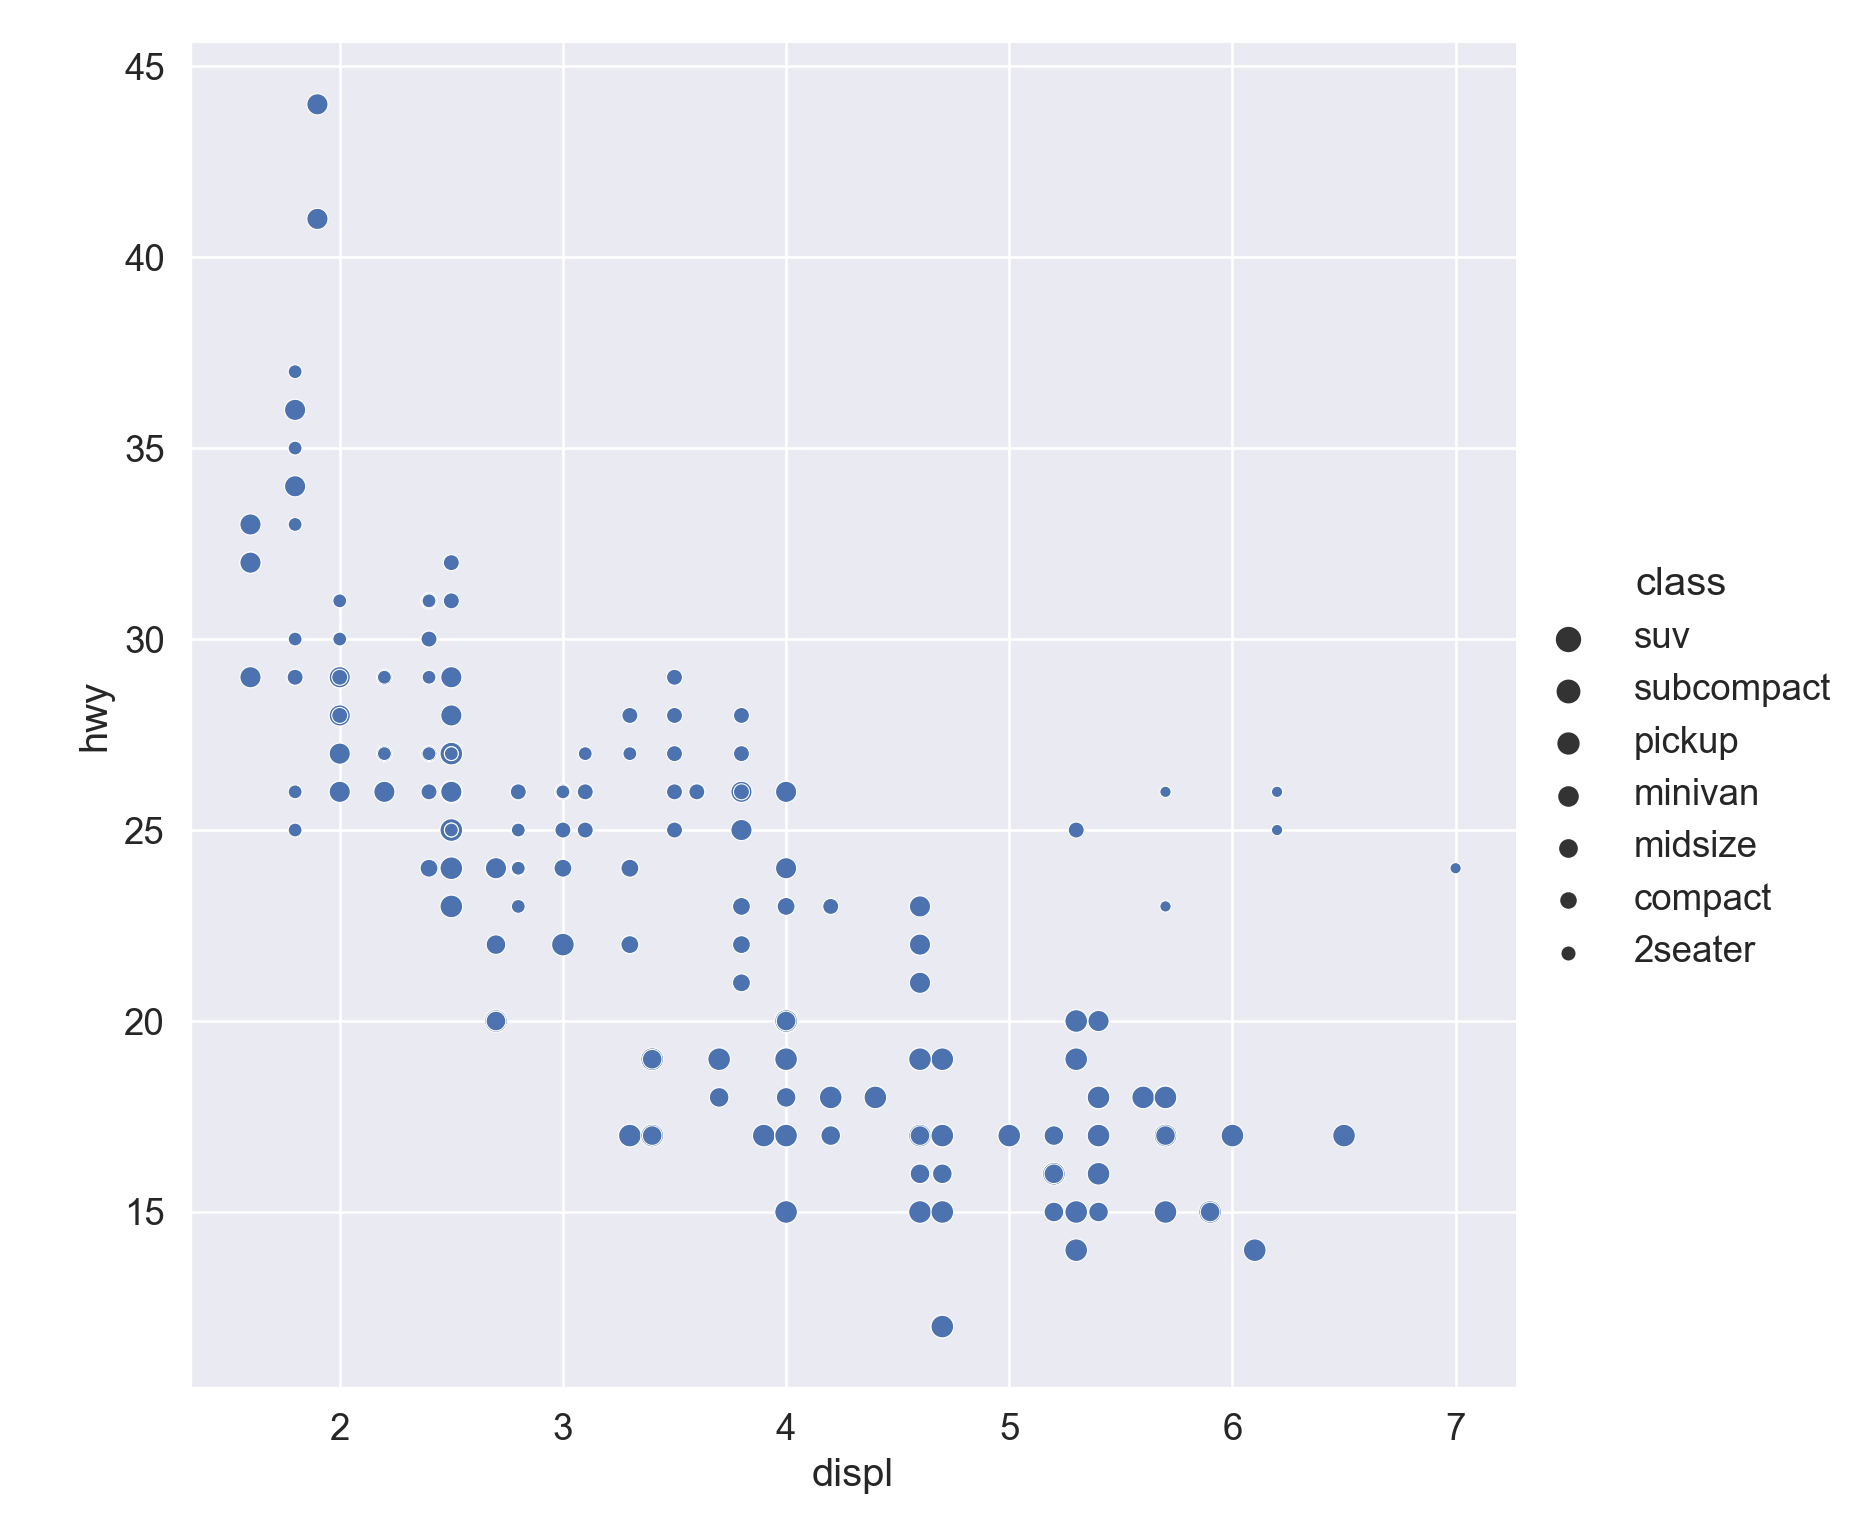 45
40
35
30
25
20
15
hwy
2 3 4 5 6 7
displ
class
suv
subcompact
pickup
minivan
midsize
compact
2seater